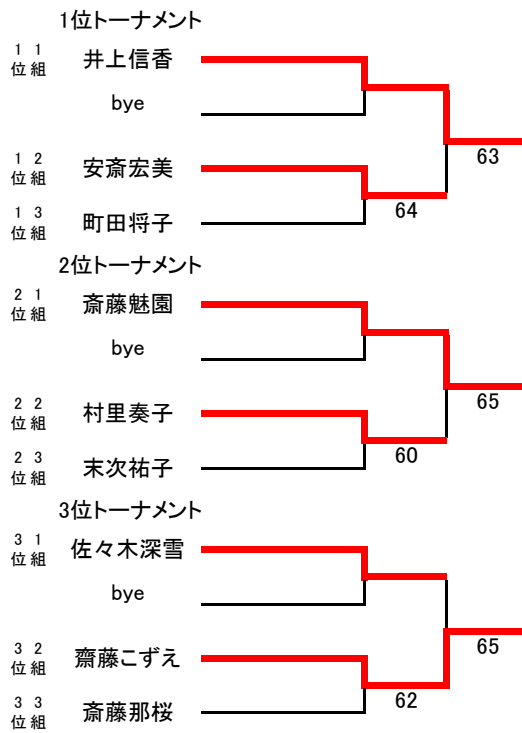 1位トーナメント
1位 1組 井上信香
bye
63
1位 2組 安斎宏美
64
1位 3組 町田将子
2位トーナメント
2位 1組 斎藤魅園
bye
65
2位 2組 村里奏子
60
2位 3組 末次祐子
3位トーナメント
3位 1組 佐々木深雪
bye
65
3位 2組 齋藤こずえ
62
3位 3組 斎藤那桜